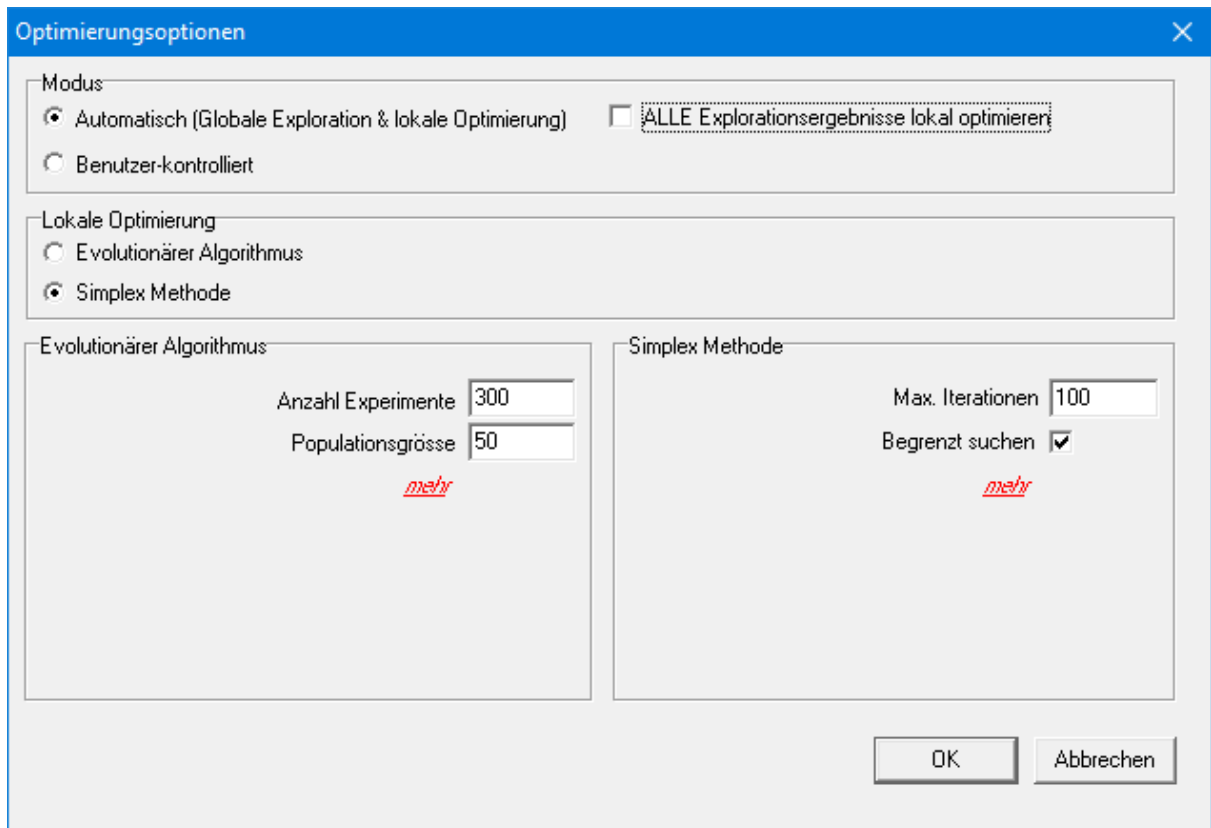 Optimierungsoptionen
Modus
Automatisch (Globale Exploration & lokale Optimierung)
ALLE Explorationsergebnisse lokal optimieren
Benutzer-kontrolliert
Lokale Optimierung
Evolutionärer Algorithmus
Simplex Methode
Evolutionärer Algorithmus
Anzahl Experimente 300
Populationsgrösse 50
mehr
Simplex Methode
Max. Iterationen 100
Begrenzt suchen
mehr
OK
Abbrechen